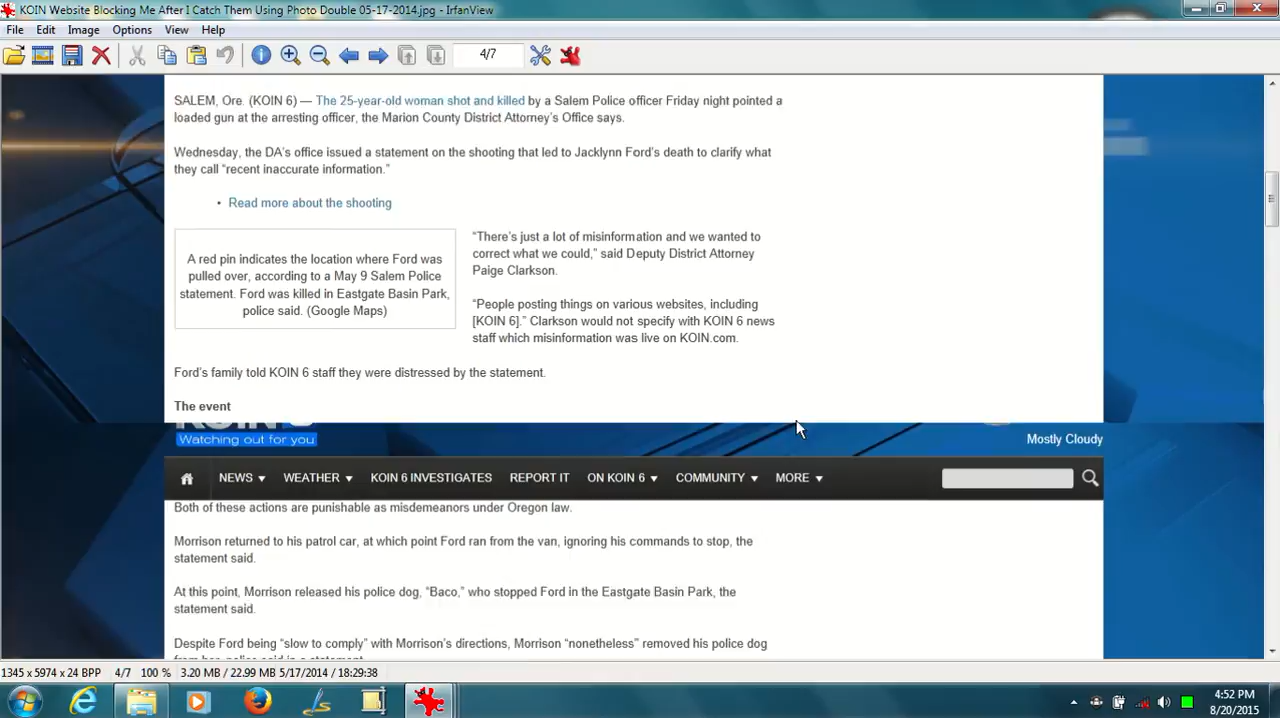 KOIN Website Blocking Me After I Catch Them Using Photo Double 05-17-2014.jpg - IrfanView
File Edit Image Options View Help
4/7
SALEM, Ore. (KOIN 6) — The 25-year-old woman shot and killed by a Salem Police officer Friday night pointed a
loaded gun at the arresting officer, the Marion County District Attorney's Office says.
Wednesday, the DA's office issued a statement on the shooting that led to Jacklynn Ford's death to clarify what
they call “recent inaccurate information.”
• Read more about the shooting
A red pin indicates the location where Ford was
pulled over, according to a May 9 Salem Police
statement. Ford was killed in Eastgate Basin Park,
police said. (Google Maps)
“There's just a lot of misinformation and we wanted to
correct what we could,” said Deputy District Attorney
Paige Clarkson.
“People posting things on various websites, including
[KOIN 6].” Clarkson would not specify with KOIN 6 news
staff which misinformation was live on KOIN.com.
Ford's family told KOIN 6 staff they were distressed by the statement.
The event
KOIN 6
Watching out for you
Mostly Cloudy
NEWS WEATHER KOIN 6 INVESTIGATES REPORT IT ON KOIN 6 COMMUNITY MORE
Both of these actions are punishable as misdemeanors under Oregon law.
Morrison returned to his patrol car, at which point Ford ran from the van, ignoring his commands to stop, the
statement said.
At this point, Morrison released his police dog, “Baco,” who stopped Ford in the Eastgate Basin Park, the
statement said.
Despite Ford being “slow to comply” with Morrison's directions, Morrison “nonetheless” removed his police dog
from her, police said in a statement.
1345 x 5974 x 24 BPP 4/7 100 % 3.20 MB / 22.99 MB 5/17/2014 / 18:29:38
4:52 PM
8/20/2015